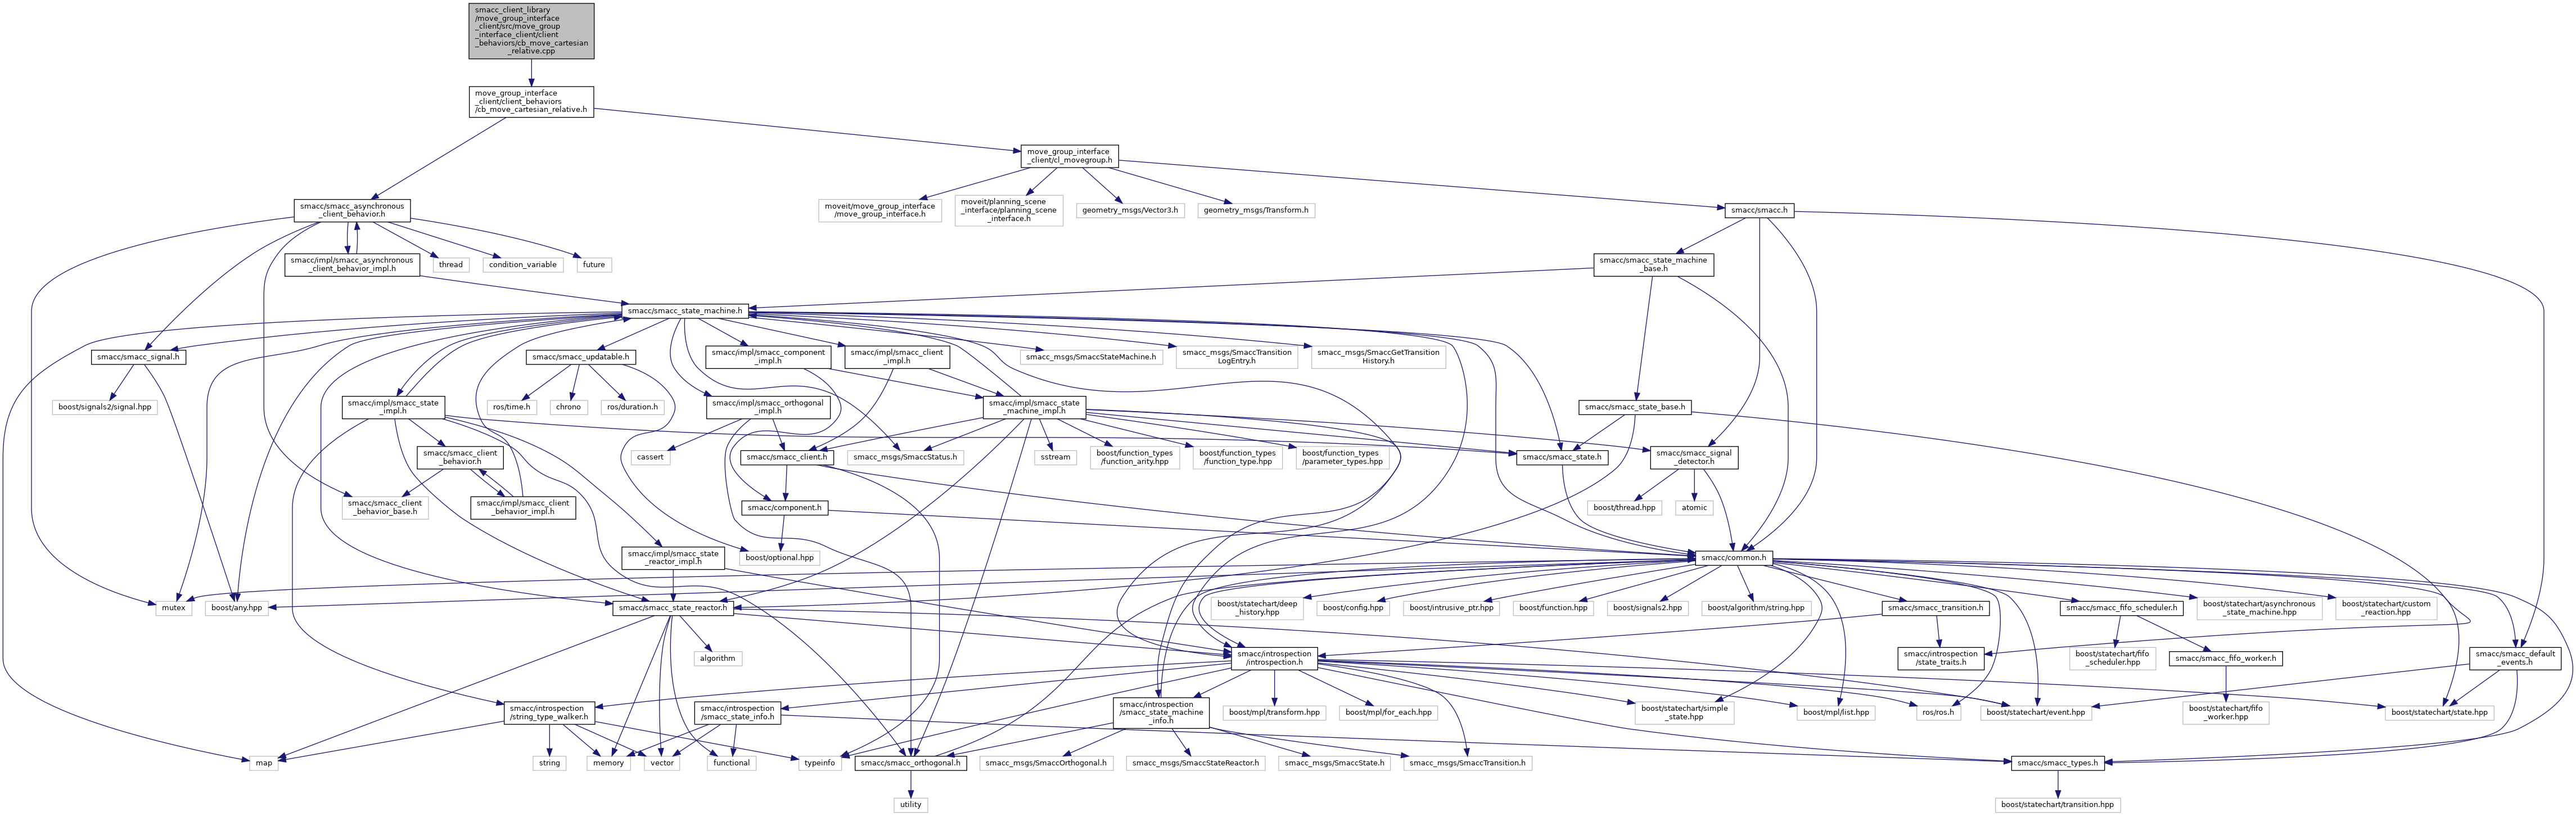 smacc_client_library
/move_group_interface
_client/src/move_group
_interface_client/client
_behaviors/cb_move_cartesian
_relative.cpp
move_group_interface
_client/client_behaviors
/cb_move_cartesian_relative.h
move_group_interface
_client/cl_movegroup.h
smacc/smacc_asynchronous
_client_behavior.h
moveit/move_group_interface
/move_group_interface.h
moveit/planning_scene
_interface/planning_scene
_interface.h
geometry_msgs/Vector3.h
geometry_msgs/Transform.h
smacc/smacc.h
smacc/impl/smacc_asynchronous
_client_behavior_impl.h
thread
condition_variable
future
smacc/smacc_state_machine
_base.h
smacc/smacc_state_machine.h
smacc/smacc_signal.h
smacc/smacc_updatable.h
smacc/impl/smacc_component
_impl.h
smacc/impl/smacc_client
_impl.h
smacc_msgs/SmaccStateMachine.h
smacc_msgs/SmaccTransition
LogEntry.h
smacc_msgs/SmaccGetTransition
History.h
boost/signals2/signal.hpp
smacc/impl/smacc_state
_impl.h
ros/time.h
chrono
ros/duration.h
smacc/impl/smacc_orthogonal
_impl.h
smacc/impl/smacc_state
_machine_impl.h
smacc/smacc_state_base.h
smacc/smacc_client
_behavior.h
cassert
smacc/smacc_client.h
smacc_msgs/SmaccStatus.h
sstream
boost/function_types
/function_arity.hpp
boost/function_types
/function_type.hpp
boost/function_types
/parameter_types.hpp
smacc/smacc_state.h
smacc/smacc_signal
_detector.h
smacc/smacc_client
_behavior_base.h
smacc/impl/smacc_client
_behavior_impl.h
smacc/component.h
boost/thread.hpp
atomic
smacc/impl/smacc_state
_reactor_impl.h
boost/optional.hpp
smacc/common.h
mutex
boost/any.hpp
smacc/smacc_state_reactor.h
boost/statechart/deep
_history.hpp
boost/config.hpp
boost/intrusive_ptr.hpp
boost/function.hpp
boost/signals2.hpp
boost/algorithm/string.hpp
smacc/smacc_transition.h
smacc/smacc_fifo_scheduler.h
boost/statechart/asynchronous
_state_machine.hpp
boost/statechart/custom
_reaction.hpp
algorithm
smacc/introspection
/introspection.h
smacc/introspection
/state_traits.h
boost/statechart/fifo
_scheduler.hpp
smacc/smacc_fifo_worker.h
smacc/smacc_default
_events.h
smacc/introspection
/string_type_walker.h
smacc/introspection
/smacc_state_info.h
smacc/introspection
/smacc_state_machine
_info.h
boost/mpl/transform.hpp
boost/mpl/for_each.hpp
boost/statechart/simple
_state.hpp
boost/mpl/list.hpp
ros/ros.h
boost/statechart/event.hpp
boost/statechart/fifo
_worker.hpp
boost/statechart/state.hpp
map
string
memory
vector
functional
typeinfo
smacc/smacc_orthogonal.h
smacc_msgs/SmaccOrthogonal.h
smacc_msgs/SmaccStateReactor.h
smacc_msgs/SmaccState.h
smacc_msgs/SmaccTransition.h
smacc/smacc_types.h
utility
boost/statechart/transition.hpp